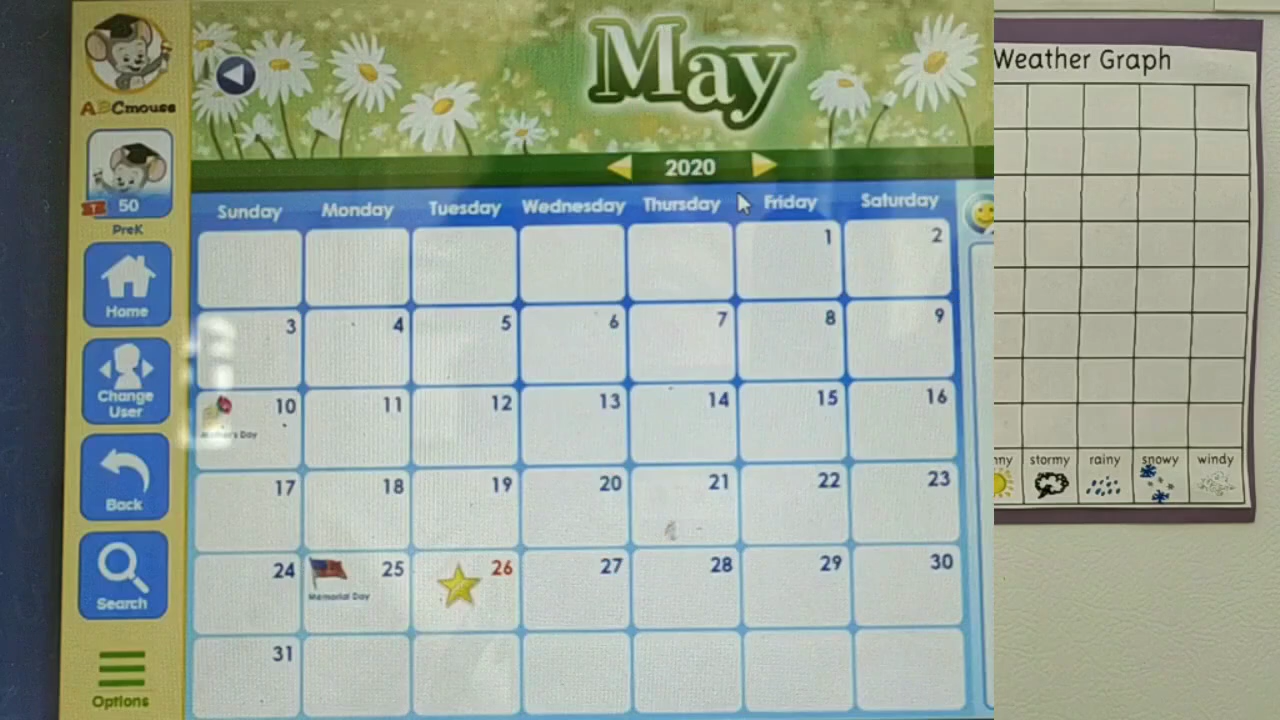 May
ABCmouse
50
PreK
Home
Change
User
Back
Search
Options
2020
Sunday Monday Tuesday Wednesday Thursday Friday Saturday
1 2
3 4 5 6 7 8 9
10 11 12 13 14 15 16
Mother's Day
17 18 19 20 21 22 23
24 25 26 27 28 29 30
Memorial Day
31
Weather Graph
nny stormy rainy snowy windy